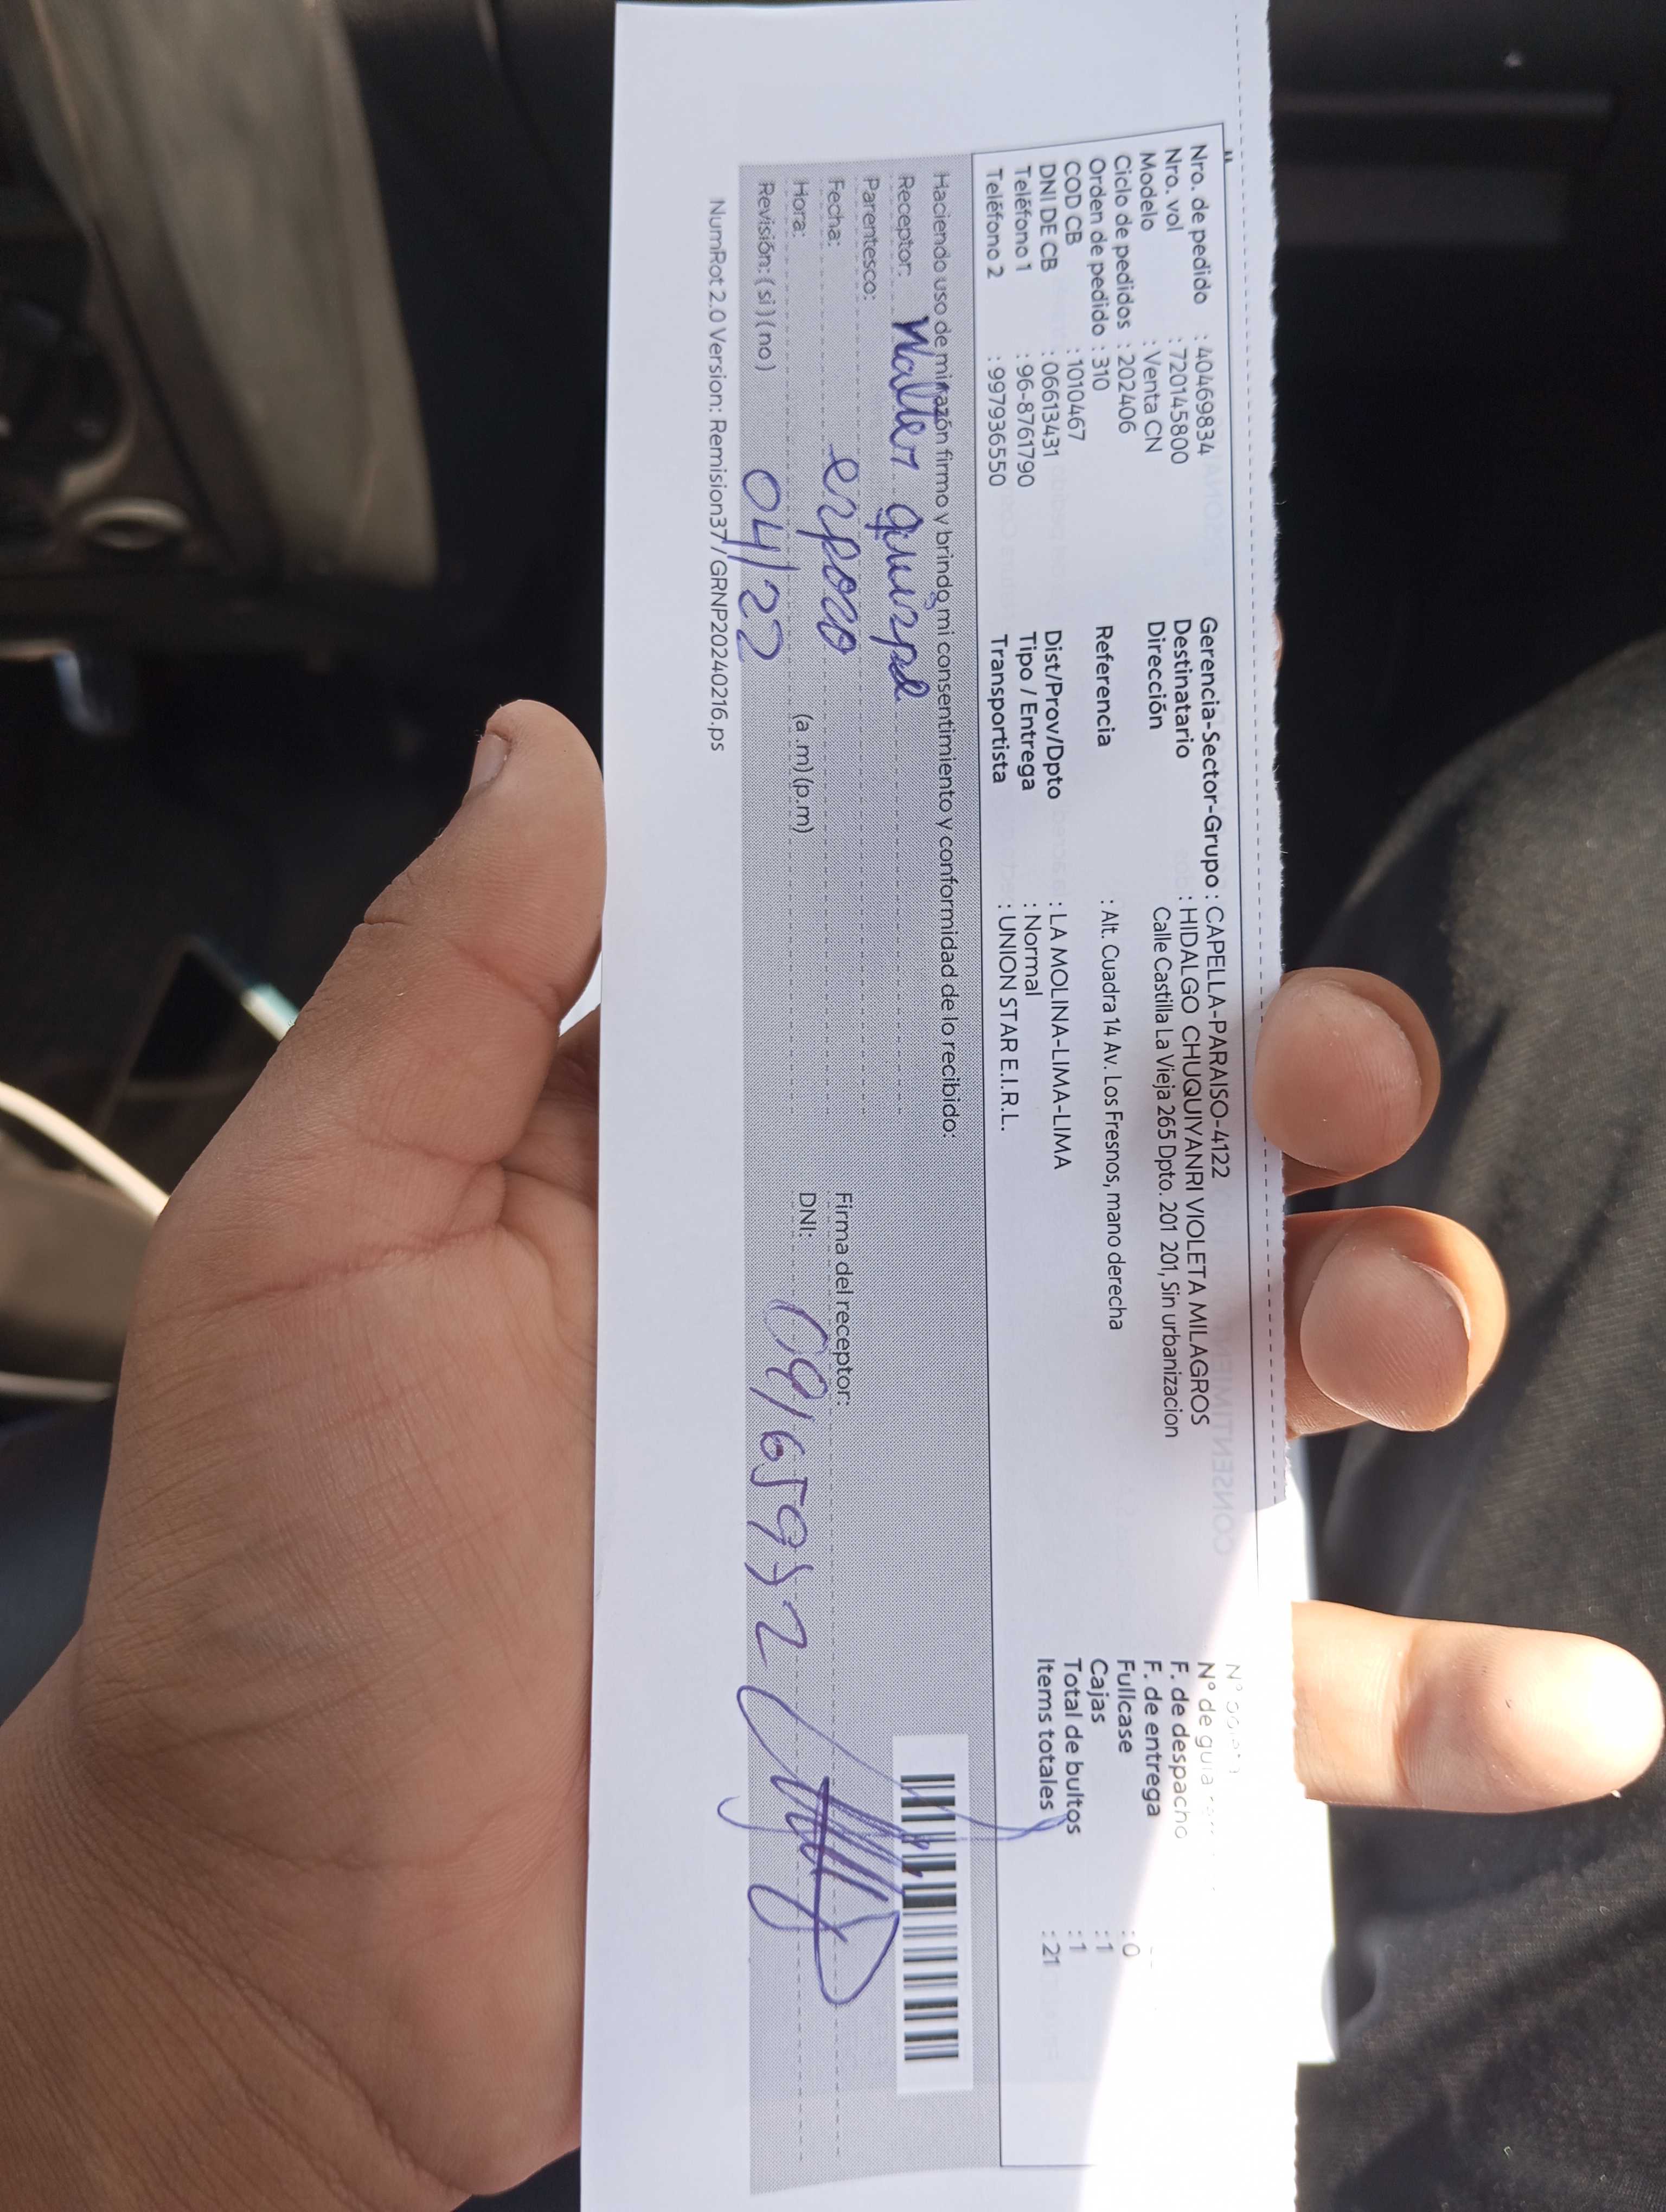 Nro. de pedido : 40469834
Nro. vol : 720145800
Modelo : Venta CN
Ciclo de pedidos : 202406
Orden de pedido : 310
COD CB : 1010467
DNI DE CB : 06613431
Teléfono 1 : 96-8761790
Teléfono 2 : 997936550
Gerencia-Sector-Grupo : CAPELLA-PARAISO-4122
Destinatario : HIDALGO CHUQUIYANRI VIOLETA MILAGROS
Dirección Calle Castilla La Vieja 265 Dpto. 201 201, Sin urbanizacion
Referencia : Alt. Cuadra 14 Av. Los Fresnos, mano derecha
Dist/Prov/Dpto : LA MOLINA-LIMA-LIMA
Tipo / Entrega : Normal
Transportista : UNION STAR E.I.R.L.
N° de guia
F. de despacho
F. de entrega
Fullcase : 0
Cajas : 1
Total de bultos : 1
Items totales : 21
Haciendo uso de mi razón firmo y brindo mi consentimiento y conformidad de lo recibido:
Receptor: Walter quispe
Parentesco: esposo
Fecha: 04/22
Hora: (a .m) (p.m)
Revisión: ( si ) ( no )
Firma del receptor:
DNI:
NumRot 2.0 Version: Remision37 / GRNP20240216.ps